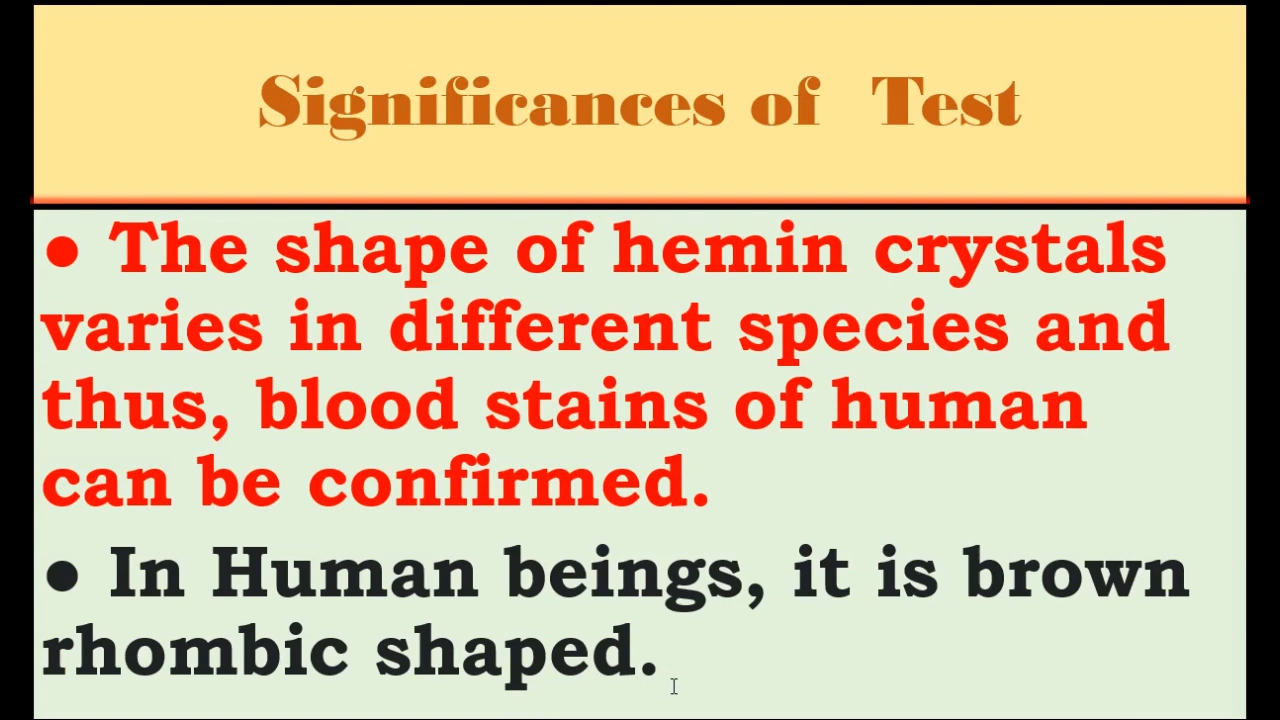 Significances of Test
● The shape of hemin crystals
varies in different species and
thus, blood stains of human
can be confirmed.
● In Human beings, it is brown
rhombic shaped.